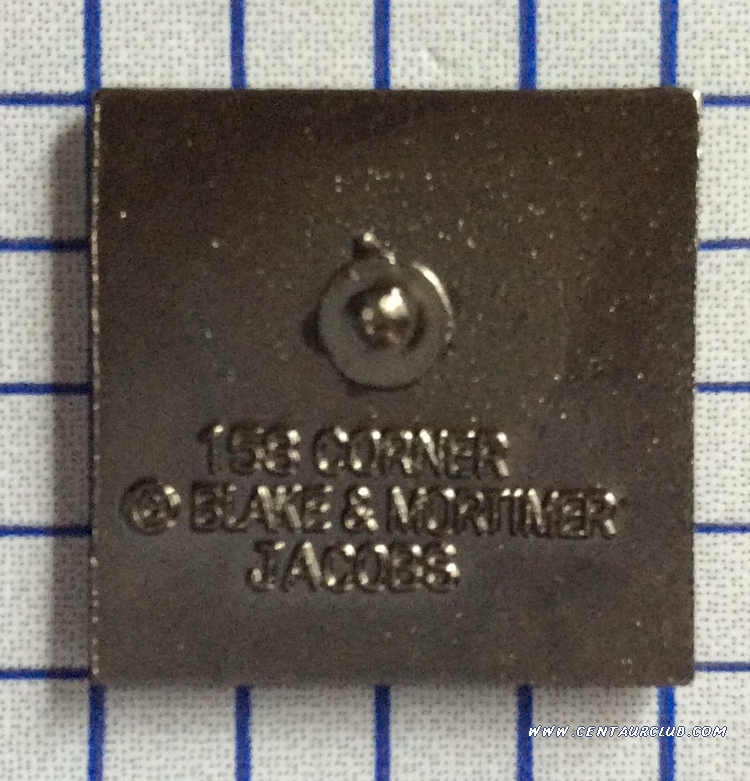 158 CORNER
© BLAKE & MORTIMER
JACOBS
www.centaurclub.com